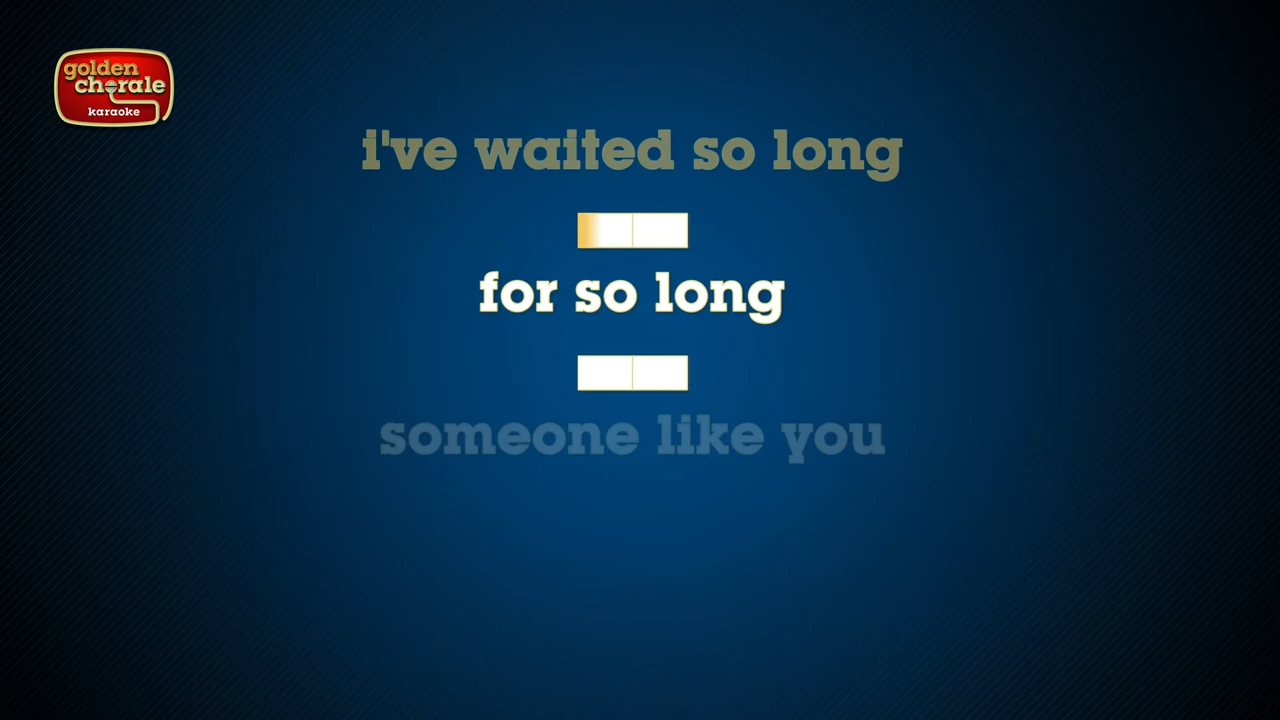 golden
chorale
karaoke
i've waited so long
for so long
someone like you